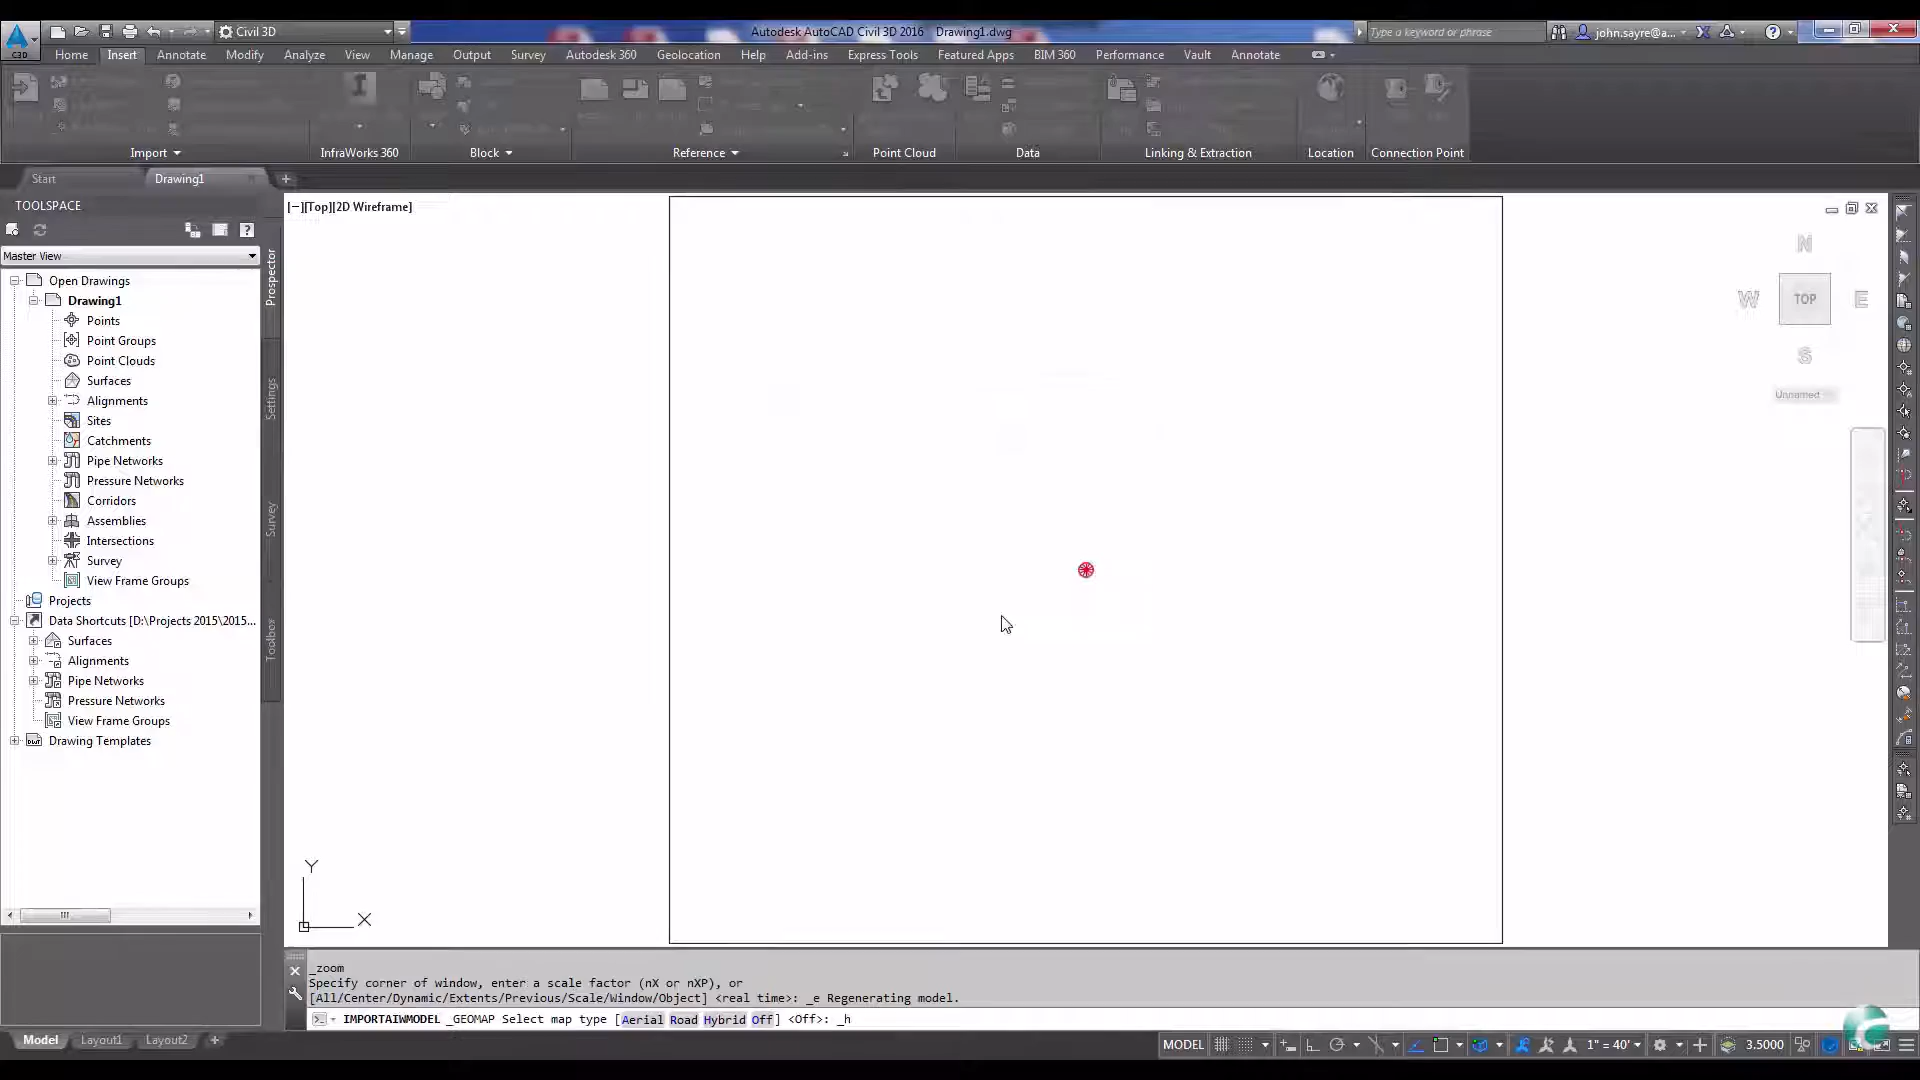 Civil 3D
Autodesk AutoCAD Civil 3D 2016 Drawing1.dwg
Type a keyword or phrase
john.sayre@a...
C3D
Home Insert Annotate Modify Analyze View Manage Output Survey Autodesk 360 Geolocation Help Add-ins Express Tools Featured Apps BIM 360 Performance Vault Annotate
Import InfraWorks 360 Block Reference Point Cloud Data Linking & Extraction Location Connection Point
Start Drawing1
TOOLSPACE
[−][Top][2D Wireframe]
Master View
Prospector
Settings
Survey
Toolbox
Open Drawings
Drawing1
Points
Point Groups
Point Clouds
Surfaces
Alignments
Sites
Catchments
Pipe Networks
Pressure Networks
Corridors
Assemblies
Intersections
Survey
View Frame Groups
Projects
Data Shortcuts [D:\Projects 2015\2015...
Surfaces
Alignments
Pipe Networks
Pressure Networks
View Frame Groups
Drawing Templates
N
W TOP E
S
Unnamed
Y
X
_zoom
Specify corner of window, enter a scale factor (nX or nXP), or
[All/Center/Dynamic/Extents/Previous/Scale/Window/Object] <real time>: _e Regenerating model.
IMPORTAIWMODEL _GEOMAP Select map type [Aerial Road Hybrid Off] <Off>: _h
Model Layout1 Layout2 +
MODEL 1" = 40' 3.5000